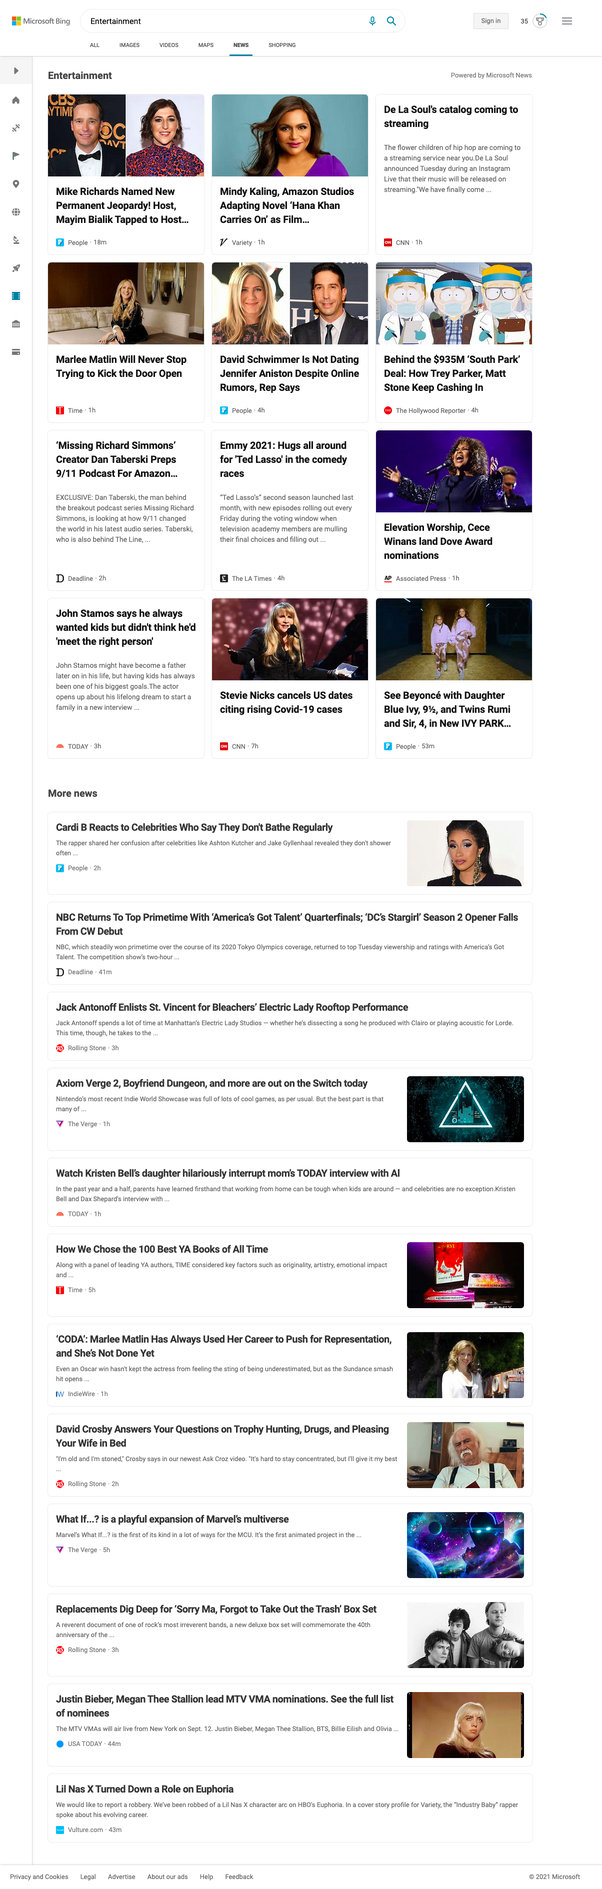 Microsoft Bing
Entertainment
Sign in
35
ALL
IMAGES
VIDEOS
MAPS
NEWS
SHOPPING
Entertainment
Powered by Microsoft News
Mike Richards Named New
Permanent Jeopardy! Host,
Mayim Bialik Tapped to Host...
People · 18m
Mindy Kaling, Amazon Studios
Adapting Novel ‘Hana Khan
Carries On’ as Film...
Variety · 1h
De La Soul's catalog coming to
streaming
The flower children of hip hop are coming to
a streaming service near you.De La Soul
announced Tuesday during an Instagram
Live that their music will be released on
streaming."We have finally come ...
CNN · 1h
Marlee Matlin Will Never Stop
Trying to Kick the Door Open
Time · 1h
David Schwimmer Is Not Dating
Jennifer Aniston Despite Online
Rumors, Rep Says
People · 4h
Behind the $935M ‘South Park’
Deal: How Trey Parker, Matt
Stone Keep Cashing In
The Hollywood Reporter · 4h
‘Missing Richard Simmons’
Creator Dan Taberski Preps
9/11 Podcast For Amazon...
EXCLUSIVE: Dan Taberski, the man behind
the breakout podcast series Missing Richard
Simmons, is looking at how 9/11 changed
the world in his latest audio series. Taberski,
who is also behind The Line, ...
Deadline · 2h
Emmy 2021: Hugs all around
for 'Ted Lasso' in the comedy
races
“Ted Lasso’s” second season launched last
month, with new episodes rolling out every
Friday during the voting window when
television academy members are mulling
their final choices and filling out ...
The LA Times · 4h
Elevation Worship, Cece
Winans land Dove Award
nominations
AP
Associated Press · 1h
John Stamos says he always
wanted kids but didn't think he'd
'meet the right person'
John Stamos might have become a father
later on in his life, but having kids has always
been one of his biggest goals.The actor
opens up about his lifelong dream to start a
family in a new interview ...
TODAY · 3h
Stevie Nicks cancels US dates
citing rising Covid-19 cases
CNN · 7h
See Beyoncé with Daughter
Blue Ivy, 9½, and Twins Rumi
and Sir, 4, in New IVY PARK...
People · 53m
More news
Cardi B Reacts to Celebrities Who Say They Don't Bathe Regularly
The rapper shared her confusion after celebrities like Ashton Kutcher and Jake Gyllenhaal revealed they don't shower
often ...
People · 2h
NBC Returns To Top Primetime With ‘America’s Got Talent’ Quarterfinals; ‘DC’s Stargirl’ Season 2 Opener Falls
From CW Debut
NBC, which steadily won primetime over the course of its 2020 Tokyo Olympics coverage, returned to top Tuesday viewership and ratings with America's Got
Talent. The competition show's two-hour ...
Deadline · 41m
Jack Antonoff Enlists St. Vincent for Bleachers’ Electric Lady Rooftop Performance
Jack Antonoff spends a lot of time at Manhattan's Electric Lady Studios — whether he's dissecting a song he produced with Clairo or playing acoustic for Lorde.
This time, though, he takes to the ...
Rolling Stone · 3h
Axiom Verge 2, Boyfriend Dungeon, and more are out on the Switch today
Nintendo's most recent Indie World Showcase was full of lots of cool games, as per usual. But the best part is that
many of ...
The Verge · 1h
Watch Kristen Bell's daughter hilariously interrupt mom's TODAY interview with Al
In the past year and a half, parents have learned firsthand that working from home can be tough when kids are around — and celebrities are no exception.Kristen
Bell and Dax Shepard's interview with ...
TODAY · 1h
How We Chose the 100 Best YA Books of All Time
Along with a panel of leading YA authors, TIME considered key factors such as originality, artistry, emotional impact
and ...
Time · 5h
‘CODA’: Marlee Matlin Has Always Used Her Career to Push for Representation,
and She’s Not Done Yet
Even an Oscar win hasn't kept the actress from feeling the sting of being underestimated, but as the Sundance smash
hit opens ...
IndieWire · 1h
David Crosby Answers Your Questions on Trophy Hunting, Drugs, and Pleasing
Your Wife in Bed
"I'm old and I'm stoned," Crosby says in our newest Ask Croz video. "It's hard to stay concentrated, but I'll give it my best
...
Rolling Stone · 2h
What If...? is a playful expansion of Marvel’s multiverse
Marvel's What If...? is the first of its kind in a lot of ways for the MCU. It's the first animated project in the ...
The Verge · 5h
Replacements Dig Deep for ‘Sorry Ma, Forgot to Take Out the Trash’ Box Set
A reverent document of one of rock's most irreverent bands, a new deluxe box set will commemorate the 40th
anniversary of the ...
Rolling Stone · 3h
Justin Bieber, Megan Thee Stallion lead MTV VMA nominations. See the full list
of nominees
The MTV VMAs will air live from New York on Sept. 12. Justin Bieber, Megan Thee Stallion, BTS, Billie Eilish and Olivia ...
USA TODAY · 44m
Lil Nas X Turned Down a Role on Euphoria
We would like to report a robbery. We've been robbed of a Lil Nas X character arc on HBO's Euphoria. In a cover story profile for Variety, the "Industry Baby" rapper
spoke about his evolving career.
Vulture.com · 43m
Privacy and Cookies
Legal
Advertise
About our ads
Help
Feedback
© 2021 Microsoft